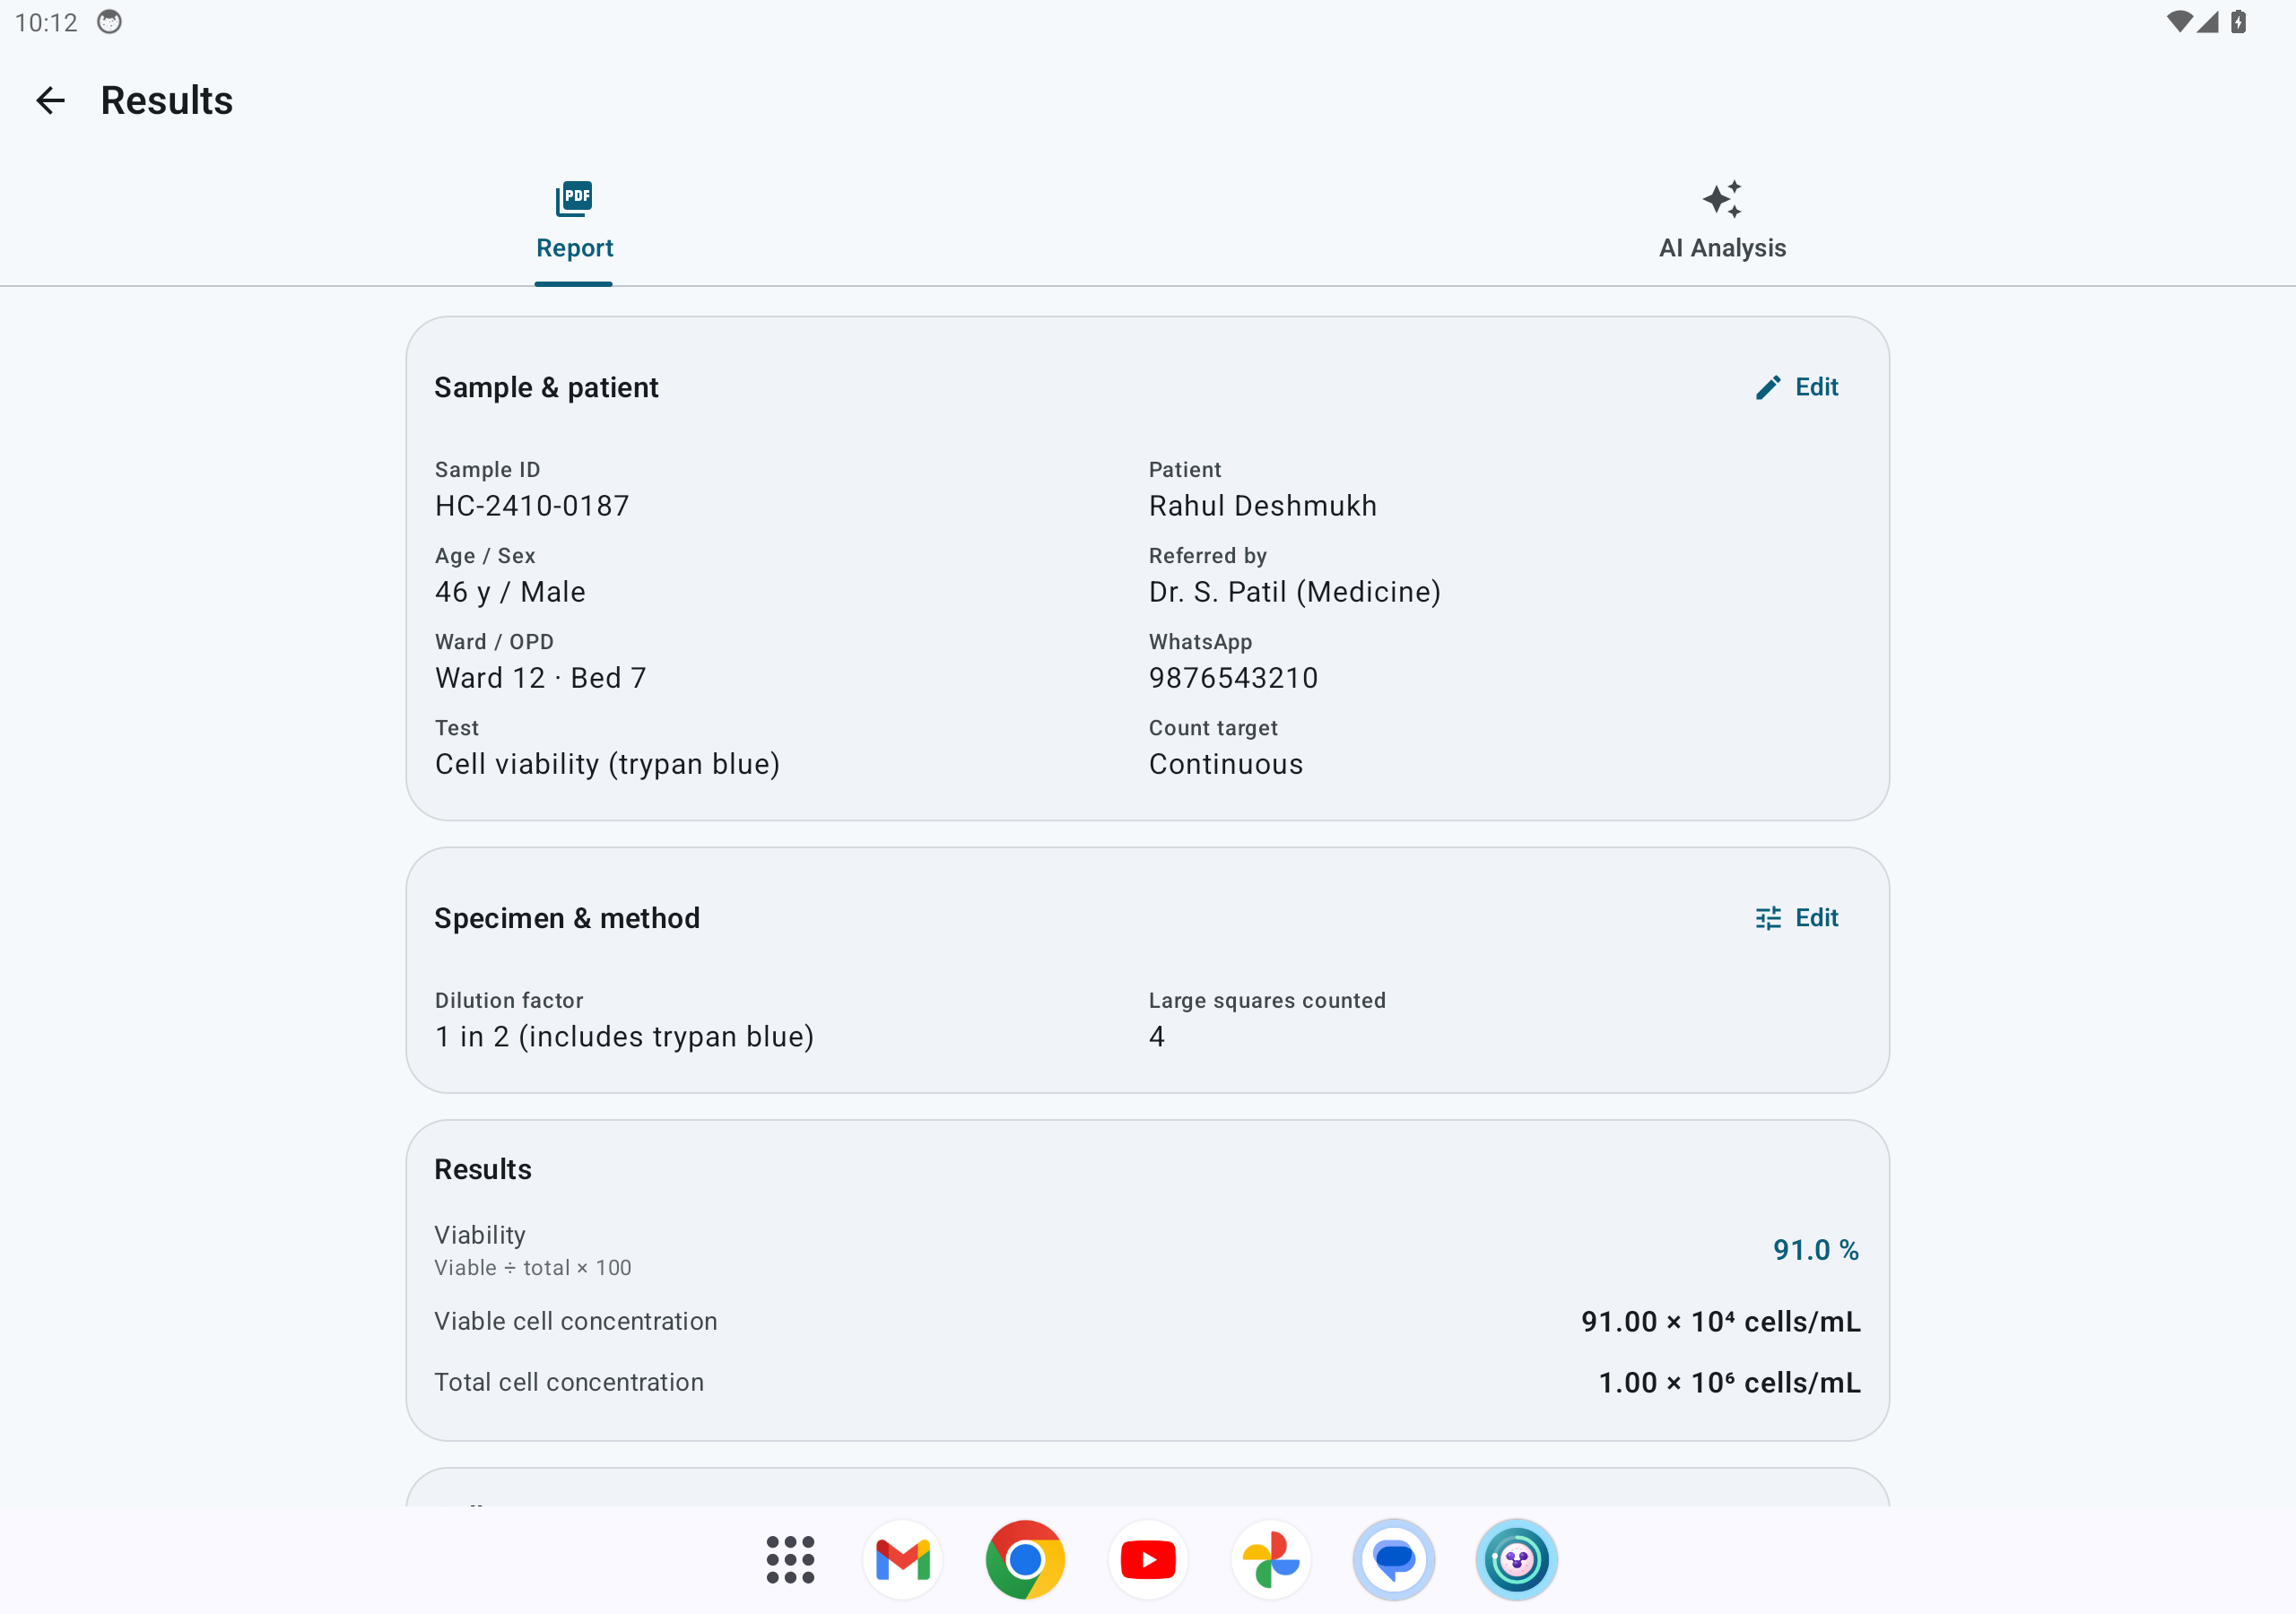 10:12
Results
PDF
Report
AI Analysis
Sample & patient
Edit
Sample ID
HC-2410-0187
Patient
Rahul Deshmukh
Age / Sex
46 y / Male
Referred by
Dr. S. Patil (Medicine)
Ward / OPD
Ward 12 · Bed 7
WhatsApp
9876543210
Test
Cell viability (trypan blue)
Count target
Continuous
Specimen & method
Edit
Dilution factor
1 in 2 (includes trypan blue)
Large squares counted
4
Results
Viability
Viable ÷ total × 100
91.0 %
Viable cell concentration
91.00 × 10⁴ cells/mL
Total cell concentration
1.00 × 10⁶ cells/mL